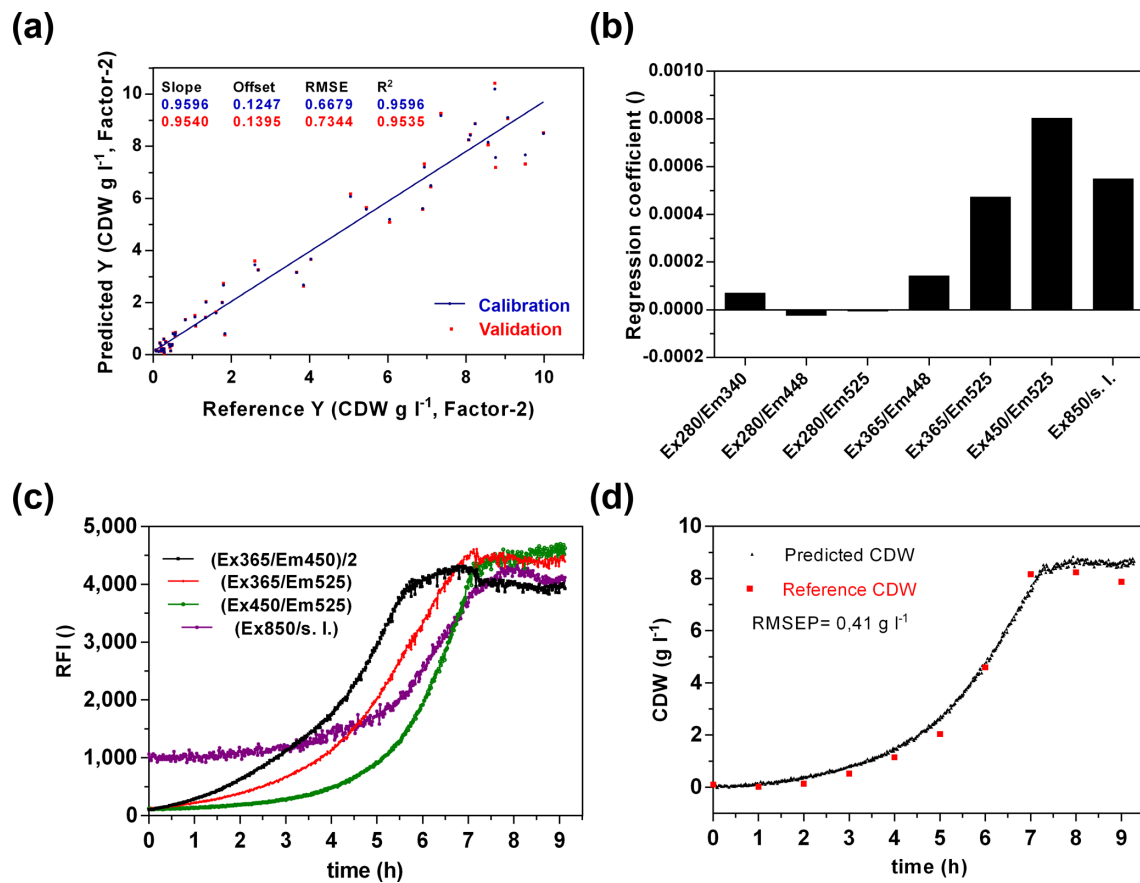 (a)
Predicted Y (CDW g l⁻¹, Factor-2)
10
8
6
4
2
0
Slope Offset RMSE R²
0.9596 0.1247 0.6679 0.9596
0.9540 0.1395 0.7344 0.9535
Calibration
Validation
0 2 4 6 8 10
Reference Y (CDW g l⁻¹, Factor-2)
(b)
Regression coefficient ()
0.0010
0.0008
0.0006
0.0004
0.0002
0.0000
-0.0002
Ex280/Em340
Ex280/Em448
Ex280/Em525
Ex365/Em448
Ex365/Em525
Ex450/Em525
Ex850/s. l.
(c)
RFI ()
5,000
4,000
3,000
2,000
1,000
0
(Ex365/Em450)/2
(Ex365/Em525)
(Ex450/Em525)
(Ex850/s. l.)
0 1 2 3 4 5 6 7 8 9
time (h)
(d)
CDW (g l⁻¹)
10
8
6
4
2
0
Predicted CDW
Reference CDW
RMSEP= 0,41 g l⁻¹
0 1 2 3 4 5 6 7 8 9
time (h)